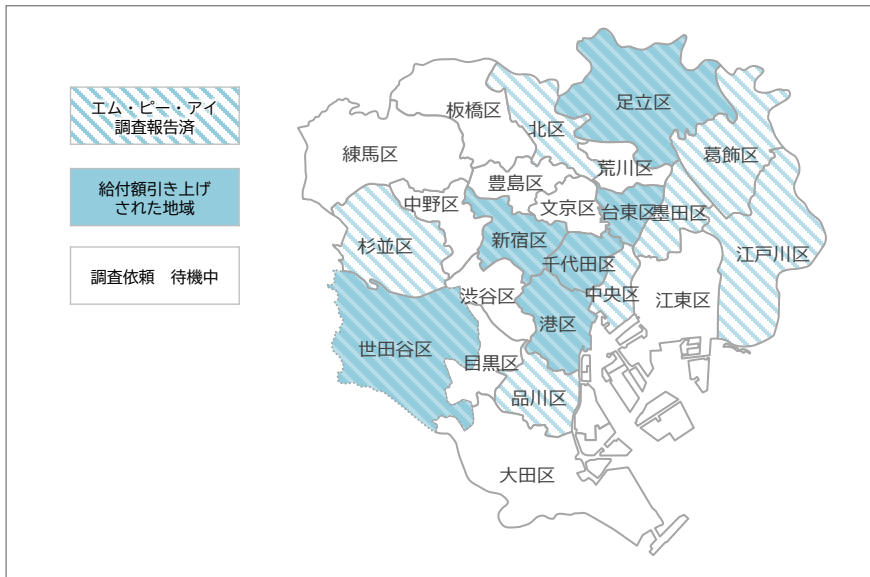 エム・ピー・アイ
調査報告済
給付額引き上げ
された地域
調査依頼　待機中
足立区
板橋区
北区
練馬区
葛飾区
荒川区
豊島区
文京区
中野区
台東区
墨田区
杉並区
新宿区
江戸川区
千代田区
渋谷区
中央区
江東区
港区
世田谷区
目黒区
品川区
大田区